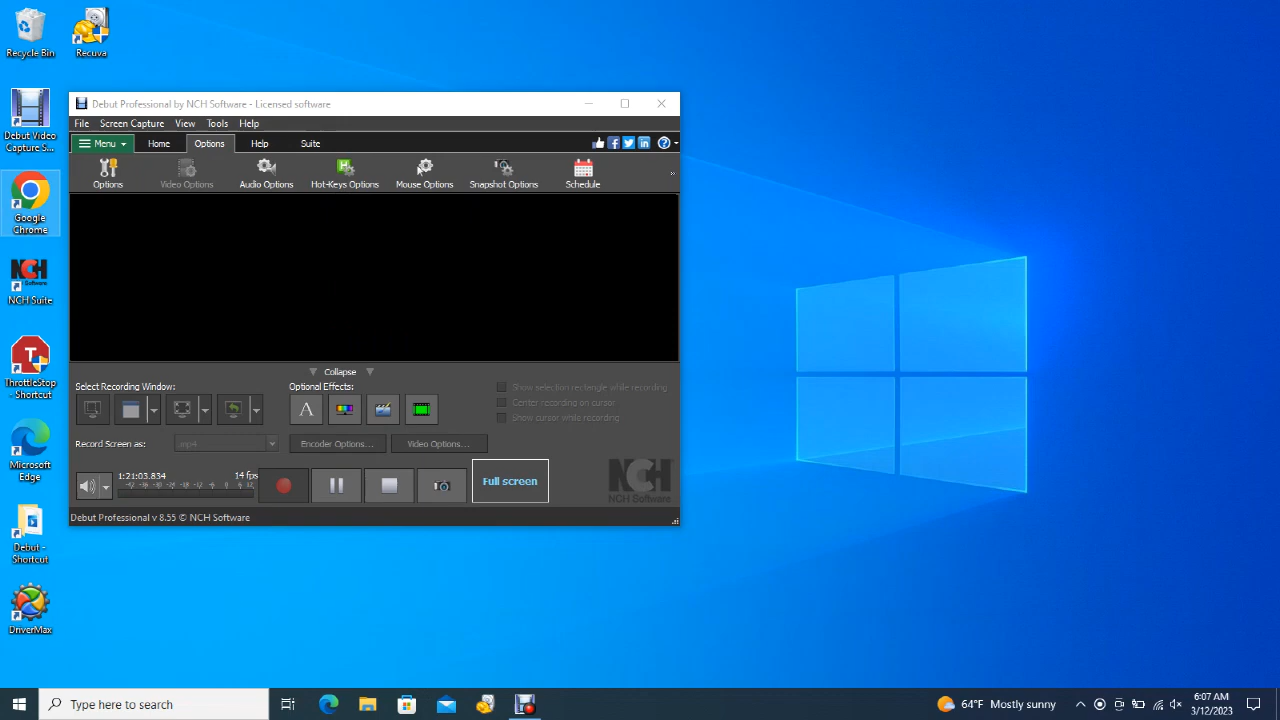 Recycle Bin
Recuva
Debut Video
Capture S...
Google
Chrome
NCH
Software
NCH Suite
T
ThrottleStop
- Shortcut
Microsoft
Edge
Debut -
Shortcut
DriverMax
Debut Professional by NCH Software - Licensed software
File Screen Capture View Tools Help
Menu Home Options Help Suite
Options Video Options Audio Options Hot-Keys Options Mouse Options Snapshot Options Schedule
Collapse
Select Recording Window: Optional Effects:
Show selection rectangle while recording
Center recording on cursor
Show cursor while recording
A
Record Screen as: .mp4 Encoder Options... Video Options...
1:21:03.834 14 fps
Full screen
NCH
NCH Software
Debut Professional v 8.55 © NCH Software
Type here to search
64°F Mostly sunny
6:07 AM
3/12/2023